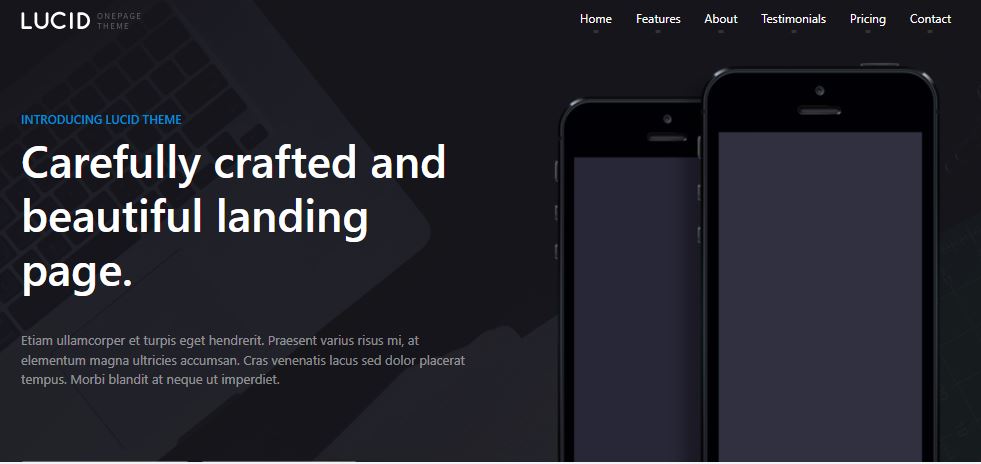 LUCID ONEPAGE
THEME
Home Features About Testimonials Pricing Contact
INTRODUCING LUCID THEME
Carefully crafted and
beautiful landing
page.
Etiam ullamcorper et turpis eget hendrerit. Praesent varius risus mi, at
elementum magna ultricies accumsan. Cras venenatis lacus sed dolor placerat
tempus. Morbi blandit at neque ut imperdiet.